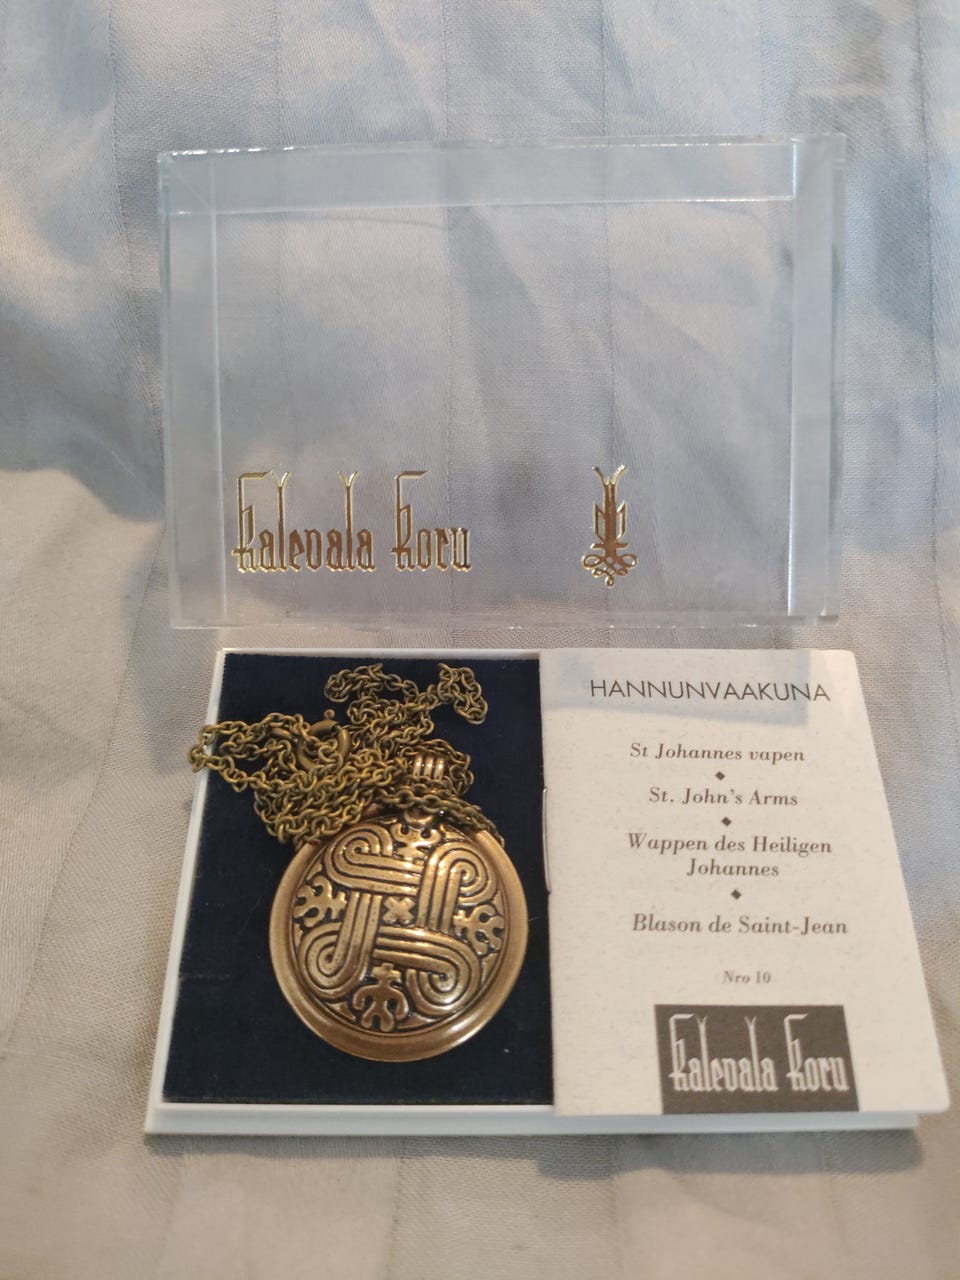 Kalevala Koru
HANNUNVAAKUNA
St Johannes vapen
St. John's Arms
Wappen des Heiligen
Johannes
Blason de Saint-Jean
Nro 10
Kalevala Koru